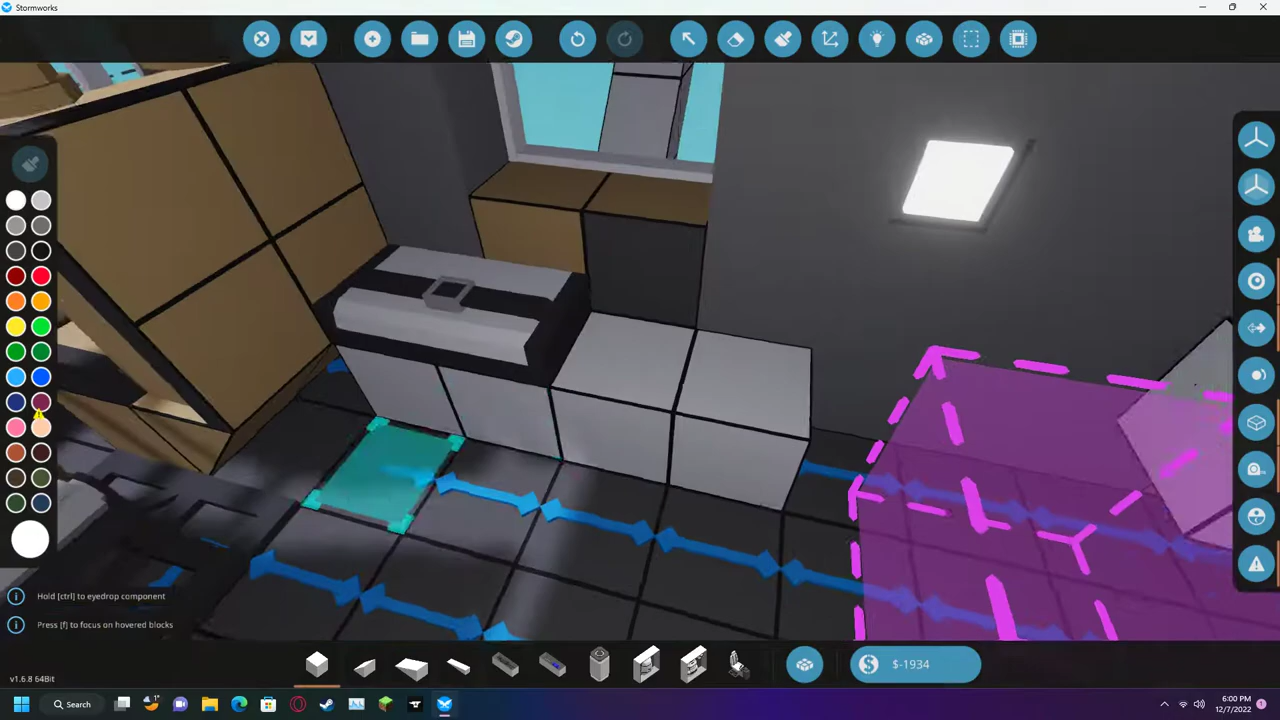 Stormworks
Hold [ctrl] to eyedrop component
Press [f] to focus on hovered blocks
$-1934
v1.6.8 64Bit
Search
6:00 PM
12/7/2022